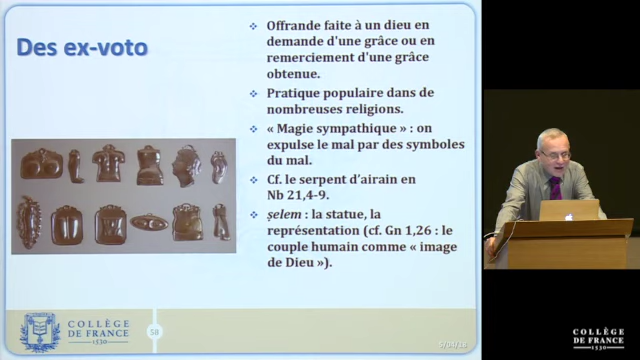 Des ex-voto
Offrande faite à un dieu en
demande d'une grâce ou en
remerciement d'une grâce
obtenue.
Pratique populaire dans de
nombreuses religions.
« Magie sympathique » : on
expulse le mal par des symboles
du mal.
Cf. le serpent d'airain en
Nb 21,4-9.
ṣelem : la statue, la
représentation (cf. Gn 1,26 : le
couple humain comme « image
de Dieu »).
COLLÈGE
DE FRANCE
1530
58
COLLÈGE
DE FRANCE
1530